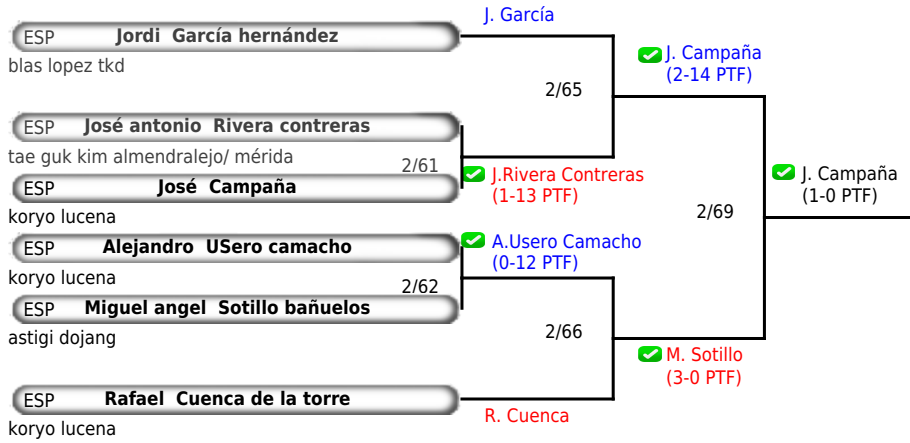 J. García
ESP Jordi García hernández
blas lopez tkd
J. Campaña
(2-14 PTF)
2/65
ESP José antonio Rivera contreras
tae guk kim almendralejo/ mérida
2/61
J.Rivera Contreras
(1-13 PTF)
ESP José Campaña
koryo lucena
J. Campaña
(1-0 PTF)
2/69
ESP Alejandro USero camacho
koryo lucena
A.Usero Camacho
(0-12 PTF)
2/62
ESP Miguel angel Sotillo bañuelos
astigi dojang
2/66
M. Sotillo
(3-0 PTF)
ESP Rafael Cuenca de la torre
koryo lucena
R. Cuenca